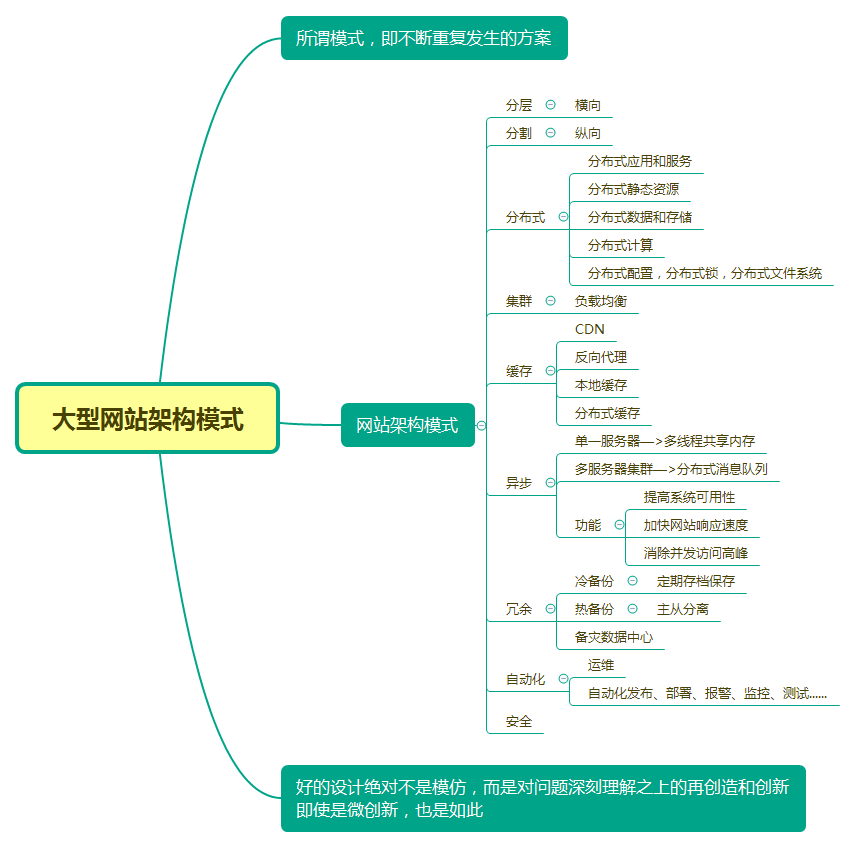 所谓模式，即不断重复发生的方案
大型网站架构模式
网站架构模式
分层
横向
分割
纵向
分布式
分布式应用和服务
分布式静态资源
分布式数据和存储
分布式计算
分布式配置，分布式锁，分布式文件系统
集群
负载均衡
缓存
CDN
反向代理
本地缓存
分布式缓存
异步
单一服务器—>多线程共享内存
多服务器集群—>分布式消息队列
功能
提高系统可用性
加快网站响应速度
消除并发访问高峰
冗余
冷备份
定期存档保存
热备份
主从分离
备灾数据中心
自动化
运维
自动化发布、部署、报警、监控、测试......
安全
好的设计绝对不是模仿，而是对问题深刻理解之上的再创造和创新
即使是微创新，也是如此